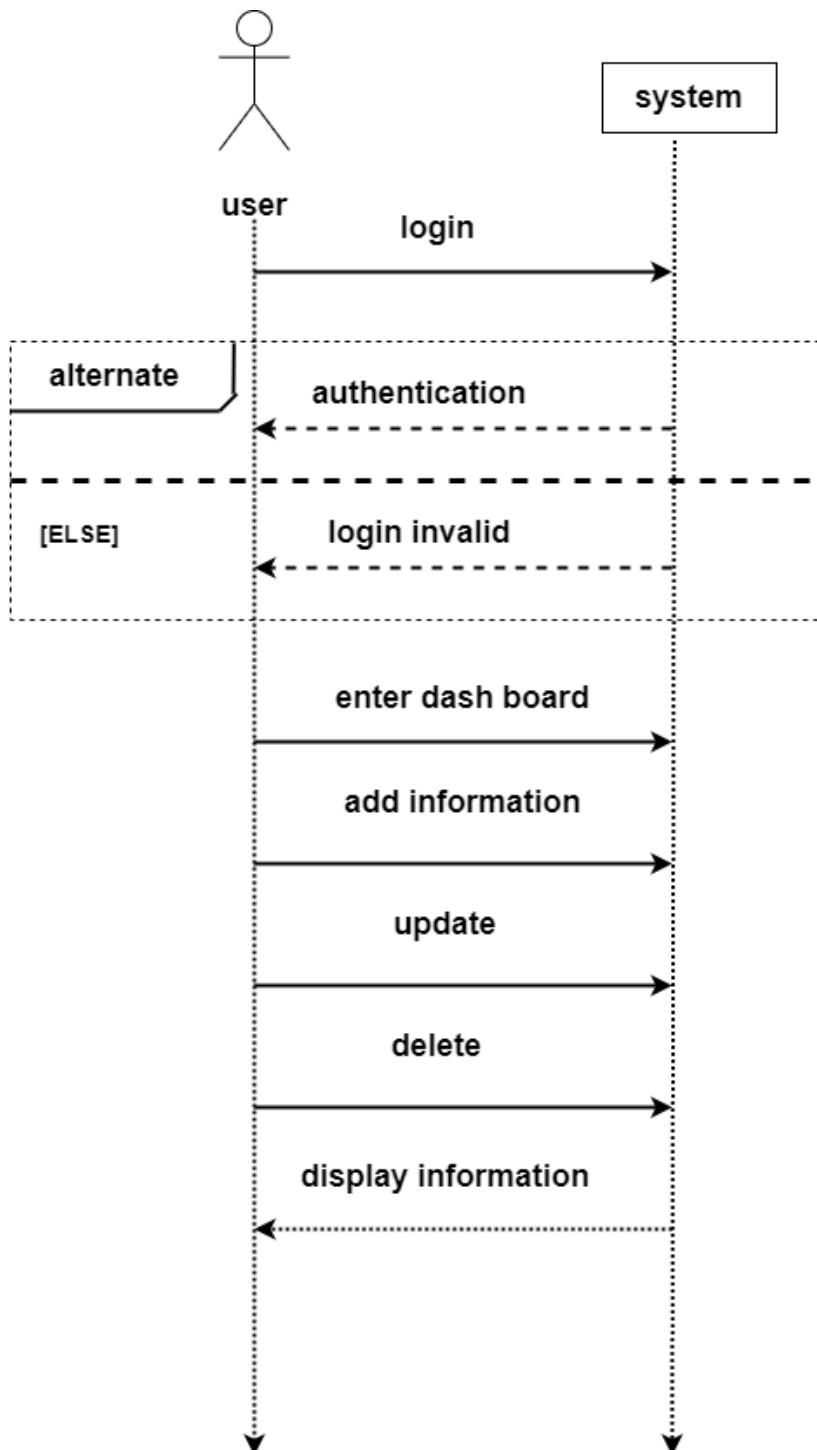 system
user
login
alternate
authentication
[ELSE]
login invalid
enter dash board
add information
update
delete
display information